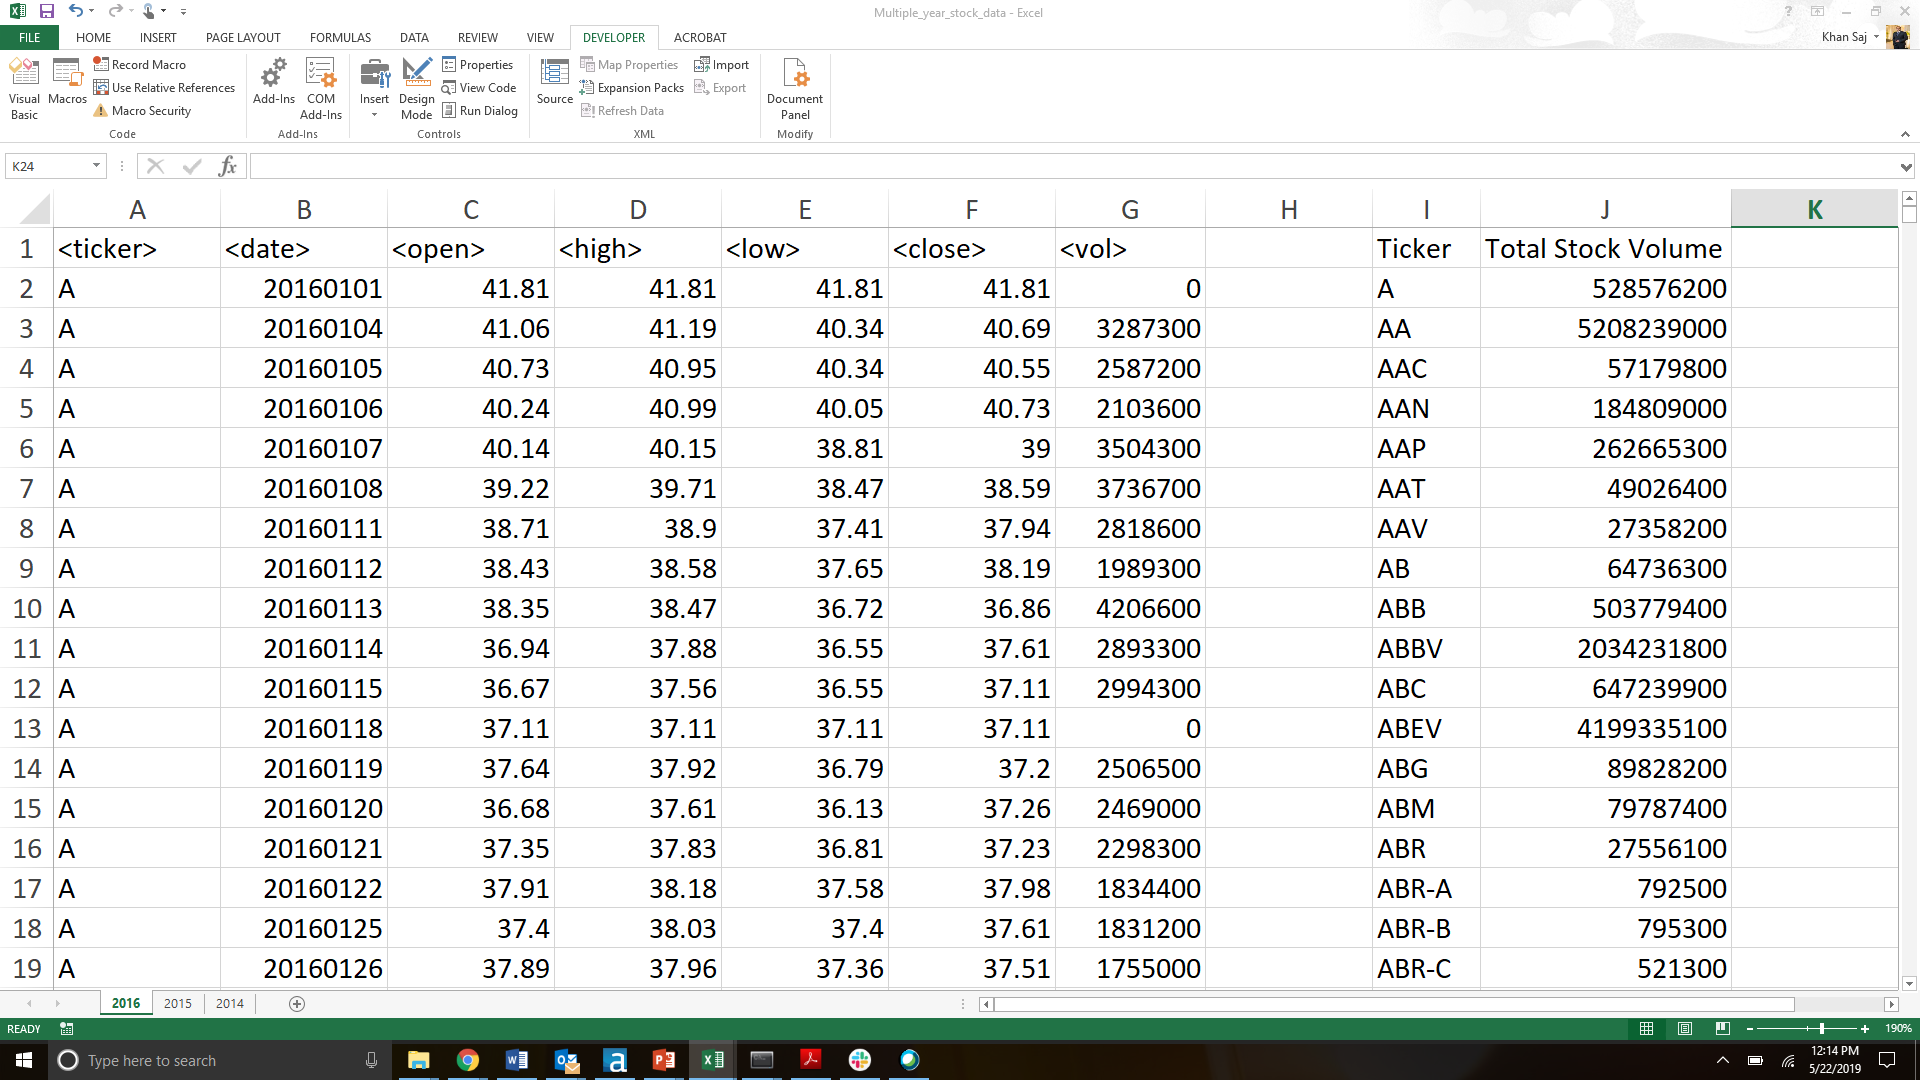 Multiple_year_stock_data - Excel
FILE HOME INSERT PAGE LAYOUT FORMULAS DATA REVIEW VIEW DEVELOPER ACROBAT Khan Saj
Visual Basic
Macros
Record Macro
Use Relative References
Macro Security
Code
Add-Ins
COM Add-Ins
Add-Ins
Insert
Design Mode
Properties
View Code
Run Dialog
Controls
Source
Map Properties
Expansion Packs
Refresh Data
Import
Export
XML
Document Panel
Modify
K24 fx
A B C D E F G H I J K
1 <ticker> <date> <open> <high> <low> <close> <vol> Ticker Total Stock Volume
2 A 20160101 41.81 41.81 41.81 41.81 0 A 528576200
3 A 20160104 41.06 41.19 40.34 40.69 3287300 AA 5208239000
4 A 20160105 40.73 40.95 40.34 40.55 2587200 AAC 57179800
5 A 20160106 40.24 40.99 40.05 40.73 2103600 AAN 184809000
6 A 20160107 40.14 40.15 38.81 39 3504300 AAP 262665300
7 A 20160108 39.22 39.71 38.47 38.59 3736700 AAT 49026400
8 A 20160111 38.71 38.9 37.41 37.94 2818600 AAV 27358200
9 A 20160112 38.43 38.58 37.65 38.19 1989300 AB 64736300
10 A 20160113 38.35 38.47 36.72 36.86 4206600 ABB 503779400
11 A 20160114 36.94 37.88 36.55 37.61 2893300 ABBV 2034231800
12 A 20160115 36.67 37.56 36.55 37.11 2994300 ABC 647239900
13 A 20160118 37.11 37.11 37.11 37.11 0 ABEV 4199335100
14 A 20160119 37.64 37.92 36.79 37.2 2506500 ABG 89828200
15 A 20160120 36.68 37.61 36.13 37.26 2469000 ABM 79787400
16 A 20160121 37.35 37.83 36.81 37.23 2298300 ABR 27556100
17 A 20160122 37.91 38.18 37.58 37.98 1834400 ABR-A 792500
18 A 20160125 37.4 38.03 37.4 37.61 1831200 ABR-B 795300
19 A 20160126 37.89 37.96 37.36 37.51 1755000 ABR-C 521300
2016 2015 2014
READY 190%
Type here to search
12:14 PM
5/22/2019